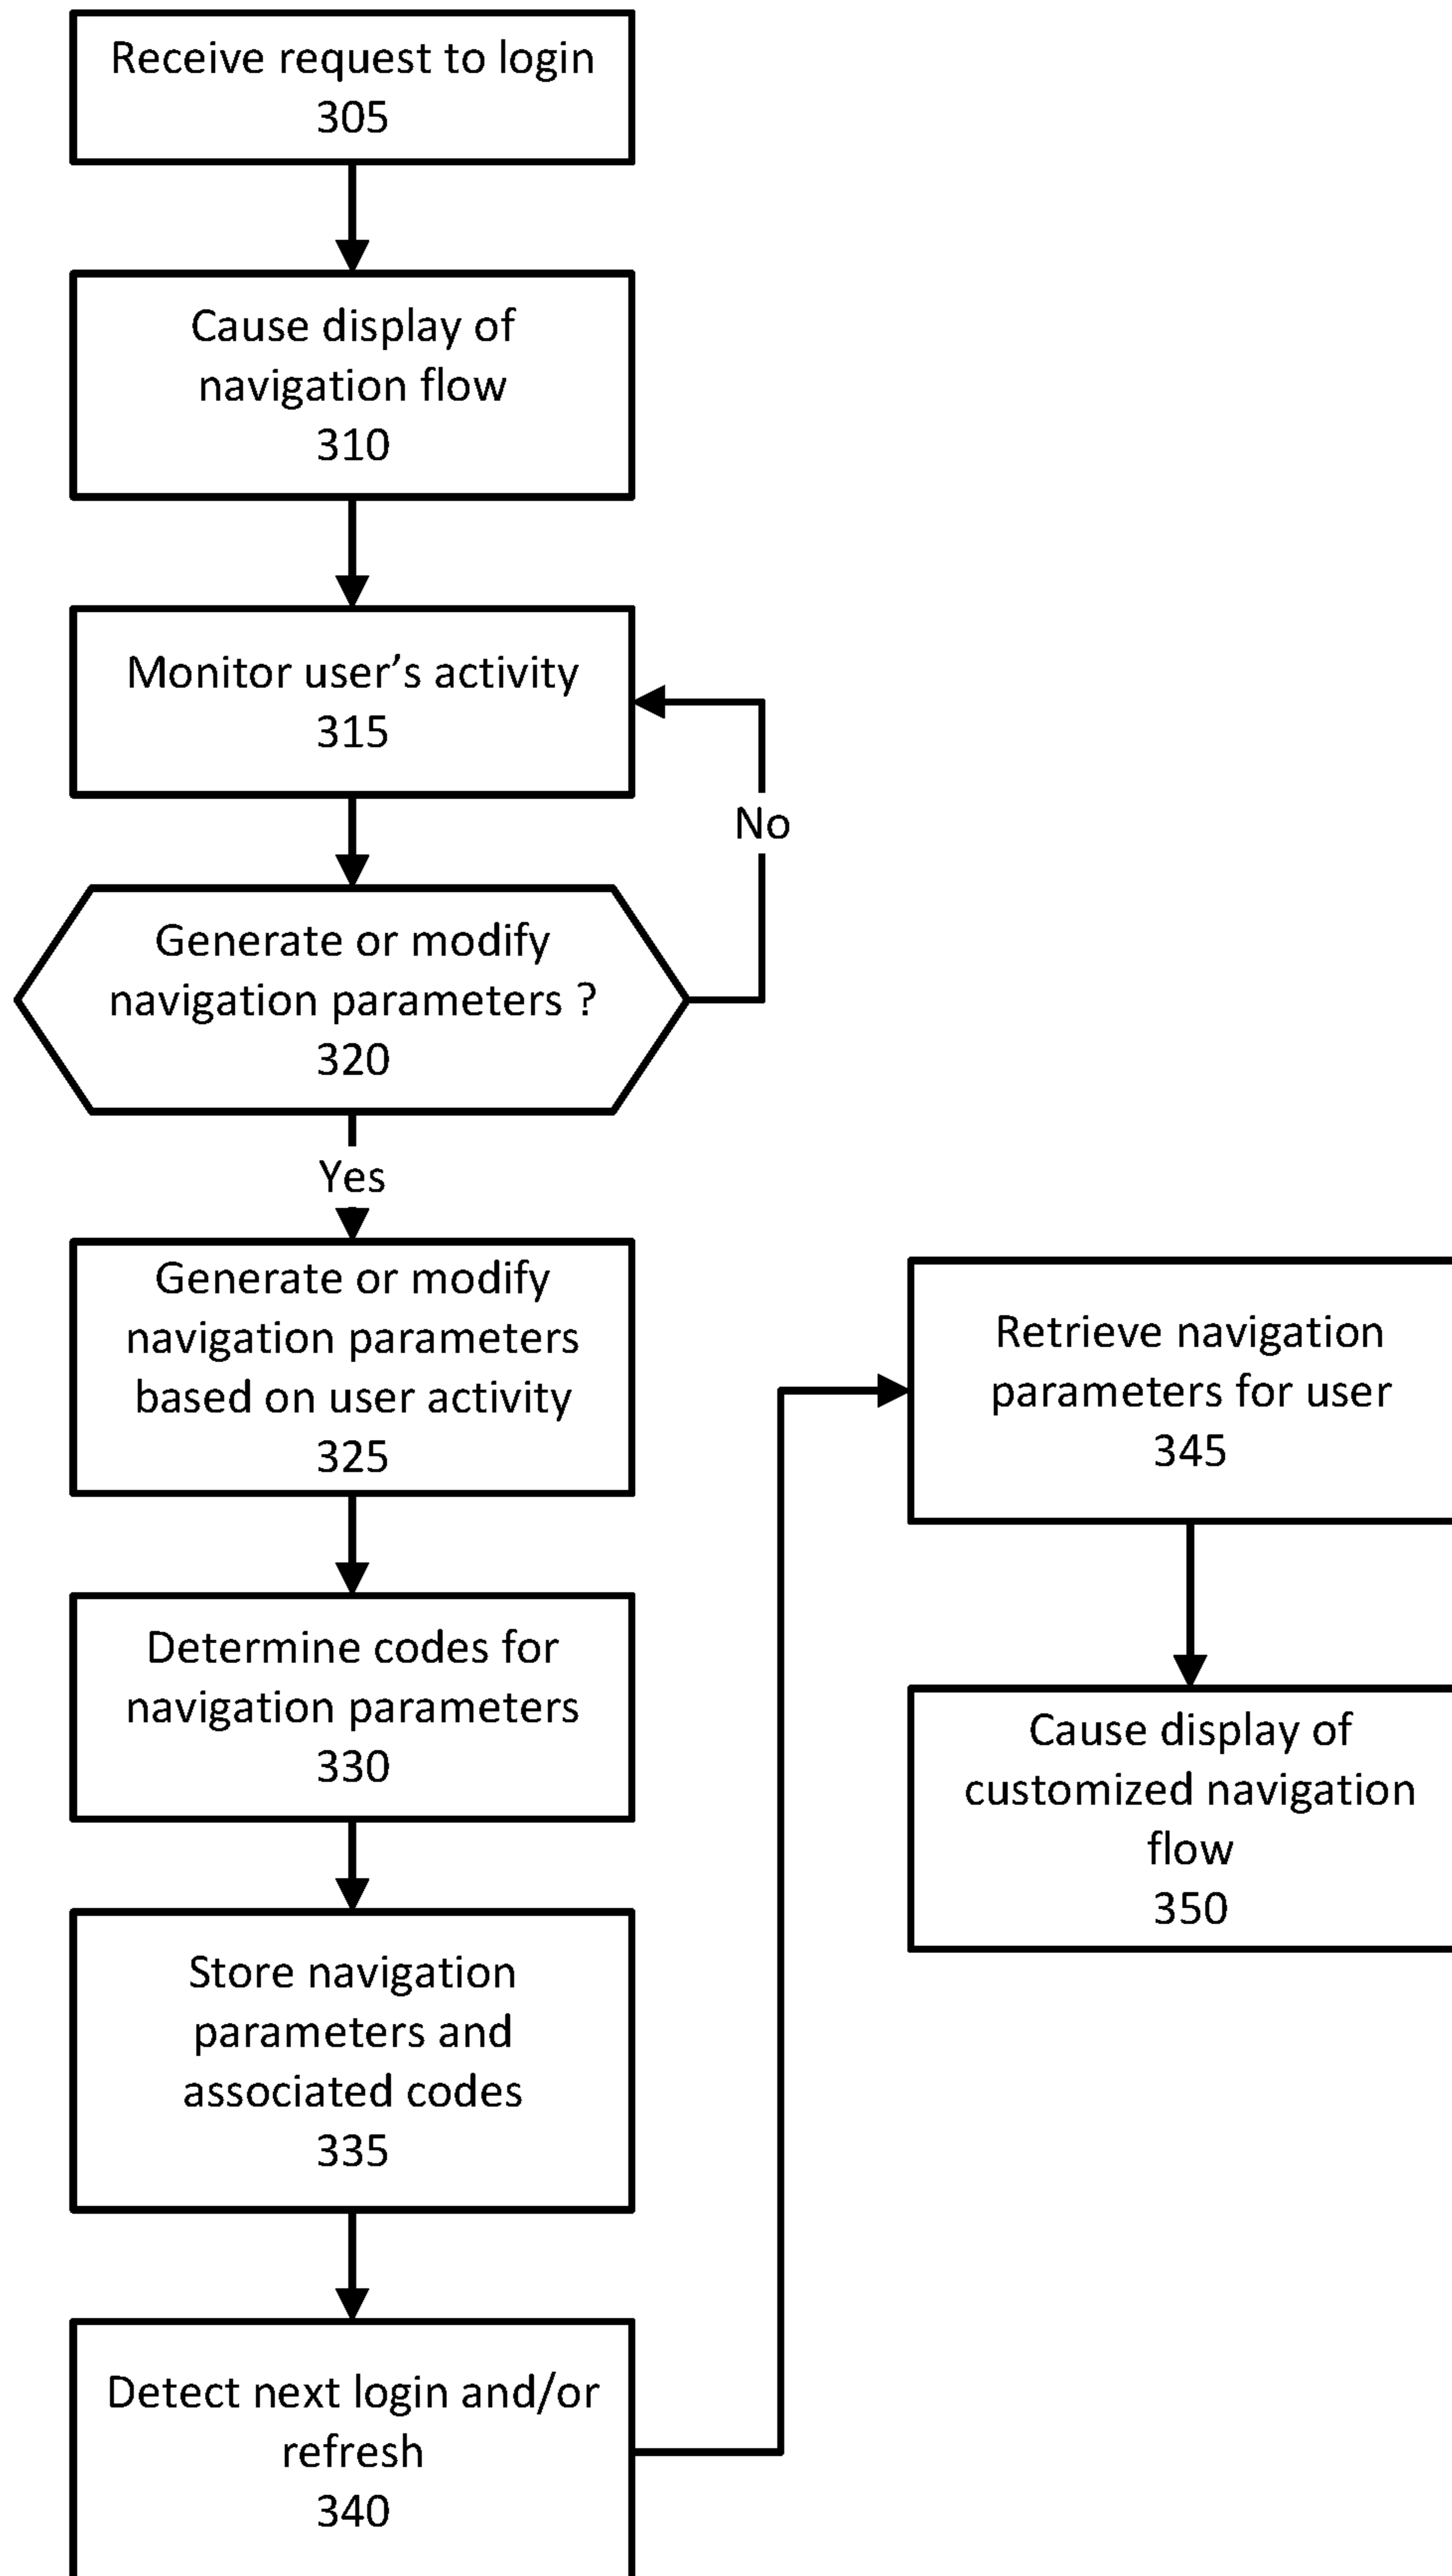 Receive request to login
305
Cause display of
navigation flow
310
Monitor user’s activity
315
No
Generate or modify
navigation parameters ?
320
Yes
Generate or modify
navigation parameters
based on user activity
325
Determine codes for
navigation parameters
330
Store navigation
parameters and
associated codes
335
Detect next login and/or
refresh
340
Retrieve navigation
parameters for user
345
Cause display of
customized navigation
flow
350